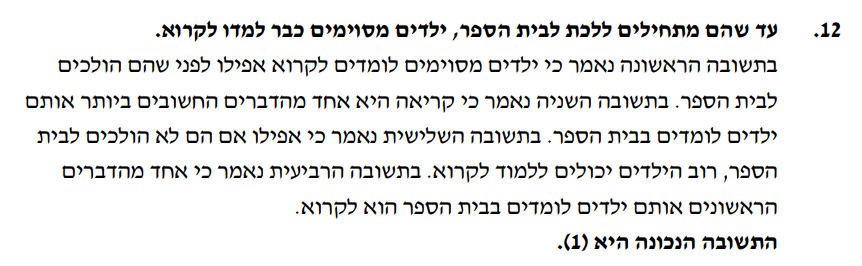 12. עד שהם מתחילים ללכת לבית הספר, ילדים מסוימים כבר למדו לקרוא.
בתשובה הראשונה נאמר כי ילדים מסוימים לומדים לקרוא אפילו לפני שהם הולכים
לבית הספר. בתשובה השניה נאמר כי קריאה היא אחד מהדברים החשובים ביותר אותם
ילדים לומדים בבית הספר. בתשובה השלישית נאמר כי אפילו אם הם לא הולכים לבית
הספר, רוב הילדים יכולים ללמוד לקרוא. בתשובה הרביעית נאמר כי אחד מהדברים
הראשונים אותם ילדים לומדים בבית הספר הוא לקרוא.
התשובה הנכונה היא (1).